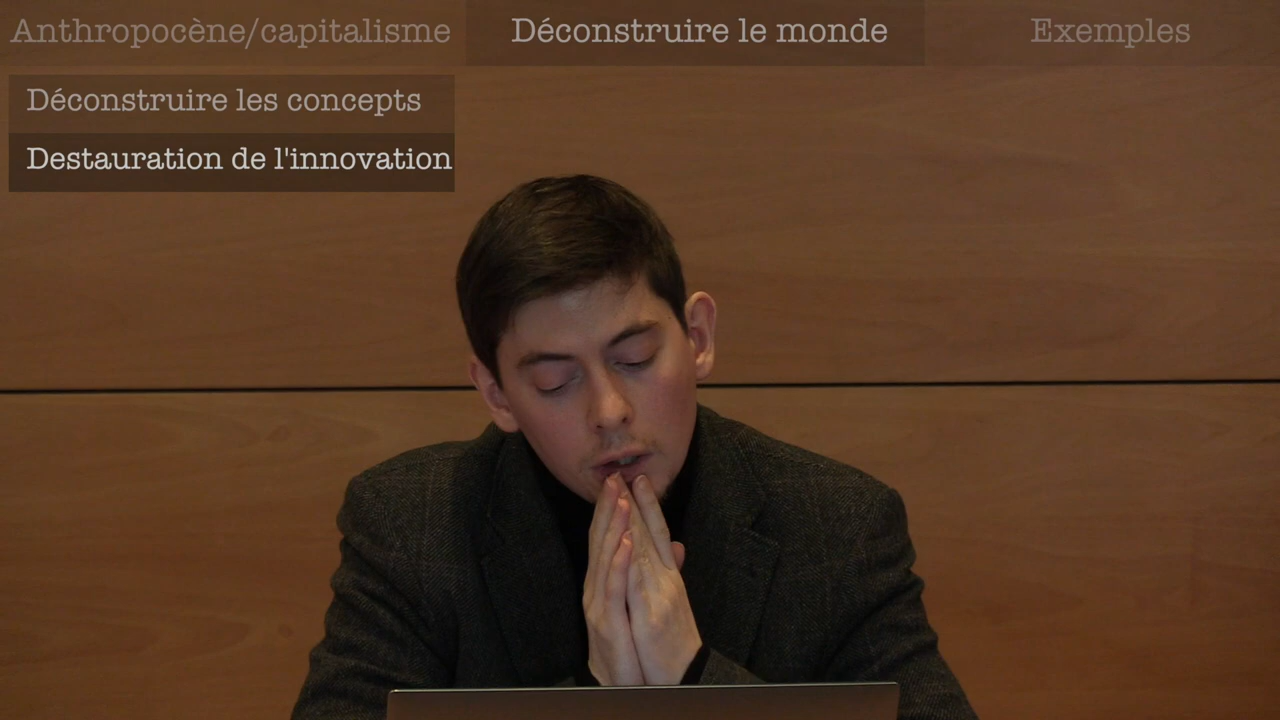 Anthropocène/capitalisme
Déconstruire le monde
Exemples
Déconstruire les concepts
Destauration de l'innovation